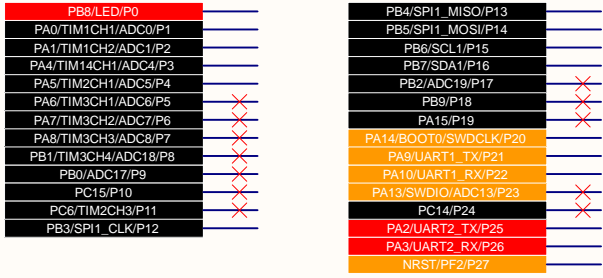 PB8/LED/P0
PA0/TIM1CH1/ADC0/P1
PA1/TIM1CH2/ADC1/P2
PA4/TIM14CH1/ADC4/P3
PA5/TIM2CH1/ADC5/P4
PA6/TIM3CH1/ADC6/P5
PA7/TIM3CH2/ADC7/P6
PA8/TIM3CH3/ADC8/P7
PB1/TIM3CH4/ADC18/P8
PB0/ADC17/P9
PC15/P10
PC6/TIM2CH3/P11
PB3/SPI1_CLK/P12
PB4/SPI1_MISO/P13
PB5/SPI1_MOSI/P14
PB6/SCL1/P15
PB7/SDA1/P16
PB2/ADC19/P17
PB9/P18
PA15/P19
PA14/BOOT0/SWDCLK/P20
PA9/UART1_TX/P21
PA10/UART1_RX/P22
PA13/SWDIO/ADC13/P23
PC14/P24
PA2/UART2_TX/P25
PA3/UART2_RX/P26
NRST/PF2/P27